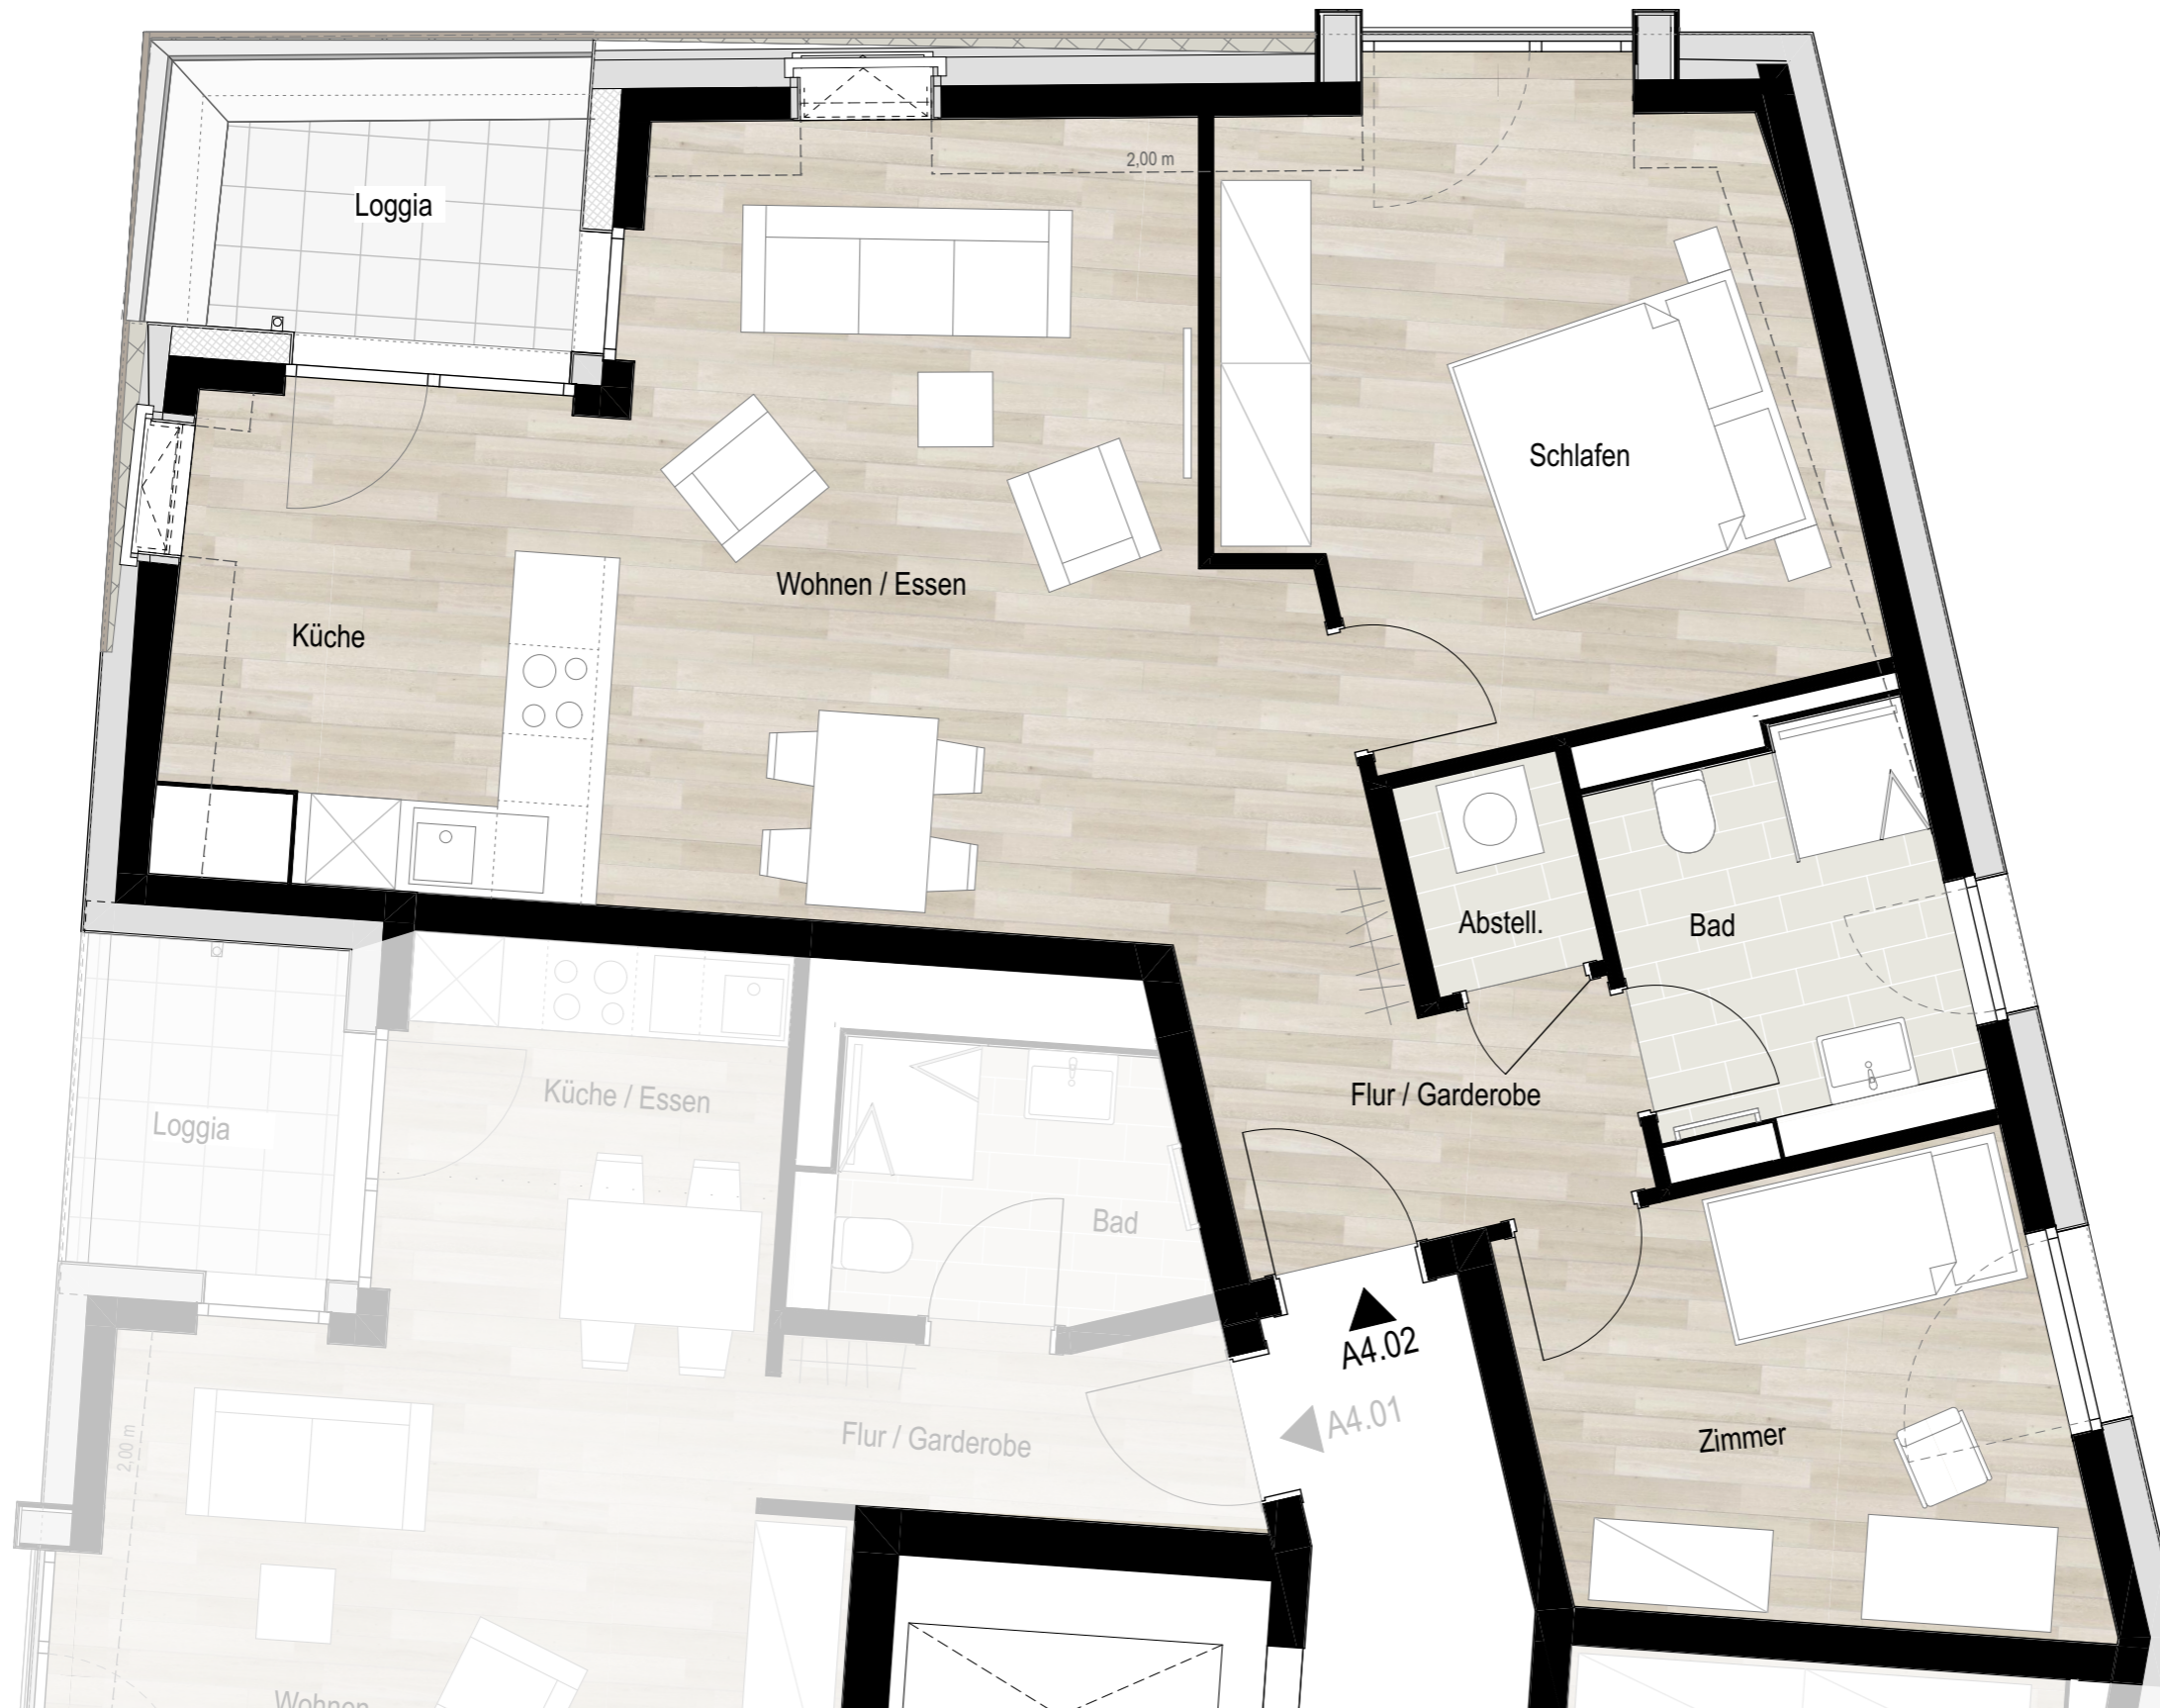 2,00 m
Loggia
Schlafen
Wohnen / Essen
Küche
Abstell.
Bad
Flur / Garderobe
Küche / Essen
Loggia
Bad
A4.02
A4.01
Flur / Garderobe
Zimmer
2,00 m
Wohnen